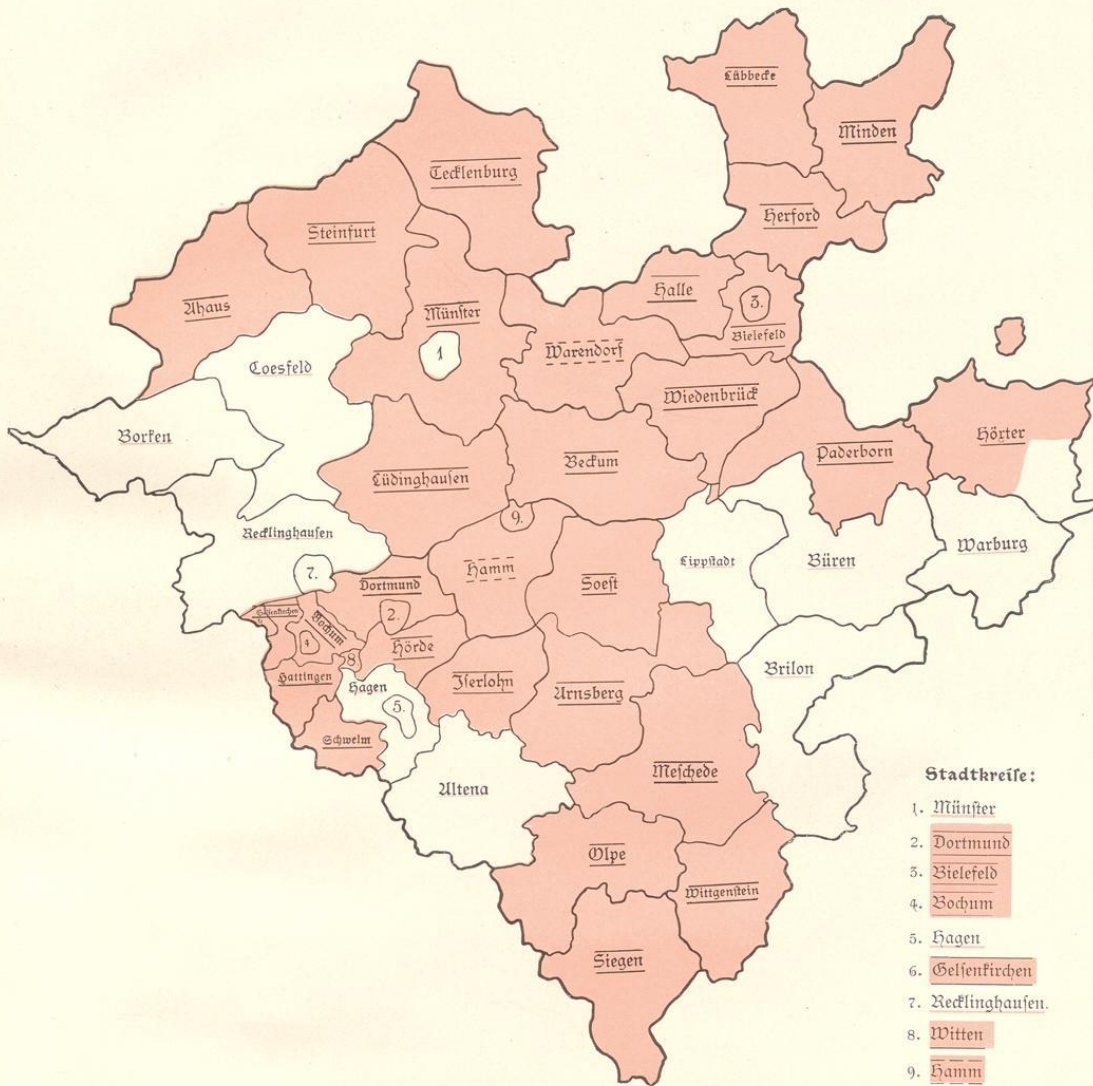 Lübbecke
Minden
Tecklenburg
Herford
Steinfurt
Halle
3.
Ahaus
Münster
Bielefeld
1
Warendorf
Coesfeld
Wiedenbrück
Borken
Höxter
Paderborn
Beckum
Lüdinghausen
9.
Recklinghausen
Warburg
Lippstadt
Büren
7.
Hamm
Soest
Dortmund
Gelsenkirchen
6.
2.
Bochum
4.
Hörde
8
Brilon
Hattingen
Iserlohn
Hagen
Arnsberg
5.
Schwelm
Meschede
Altena
Olpe
Wittgenstein
Siegen
Stadtkreise:
1. Münster
2. Dortmund
3. Bielefeld
4. Bochum
5. Hagen
6. Gelsenkirchen
7. Recklinghausen.
8. Witten
9. Hamm